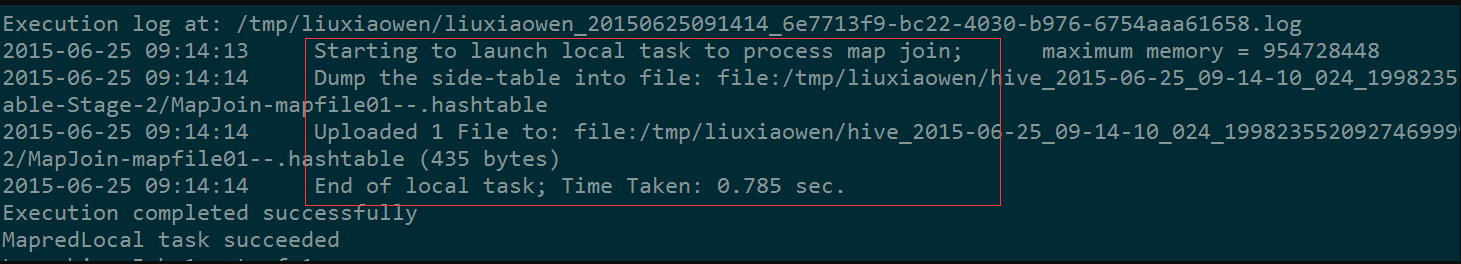 Execution log at: /tmp/liuxiaowen/liuxiaowen_20150625091414_6e7713f9-bc22-4030-b976-6754aaa61658.log
2015-06-25 09:14:13 Starting to launch local task to process map join; maximum memory = 954728448
2015-06-25 09:14:14 Dump the side-table into file: file:/tmp/liuxiaowen/hive_2015-06-25_09-14-10_024_1998235
able-Stage-2/MapJoin-mapfile01--.hashtable
2015-06-25 09:14:14 Uploaded 1 File to: file:/tmp/liuxiaowen/hive_2015-06-25_09-14-10_024_1998235520927469999
2/MapJoin-mapfile01--.hashtable (435 bytes)
2015-06-25 09:14:14 End of local task; Time Taken: 0.785 sec.
Execution completed successfully
MapredLocal task succeeded